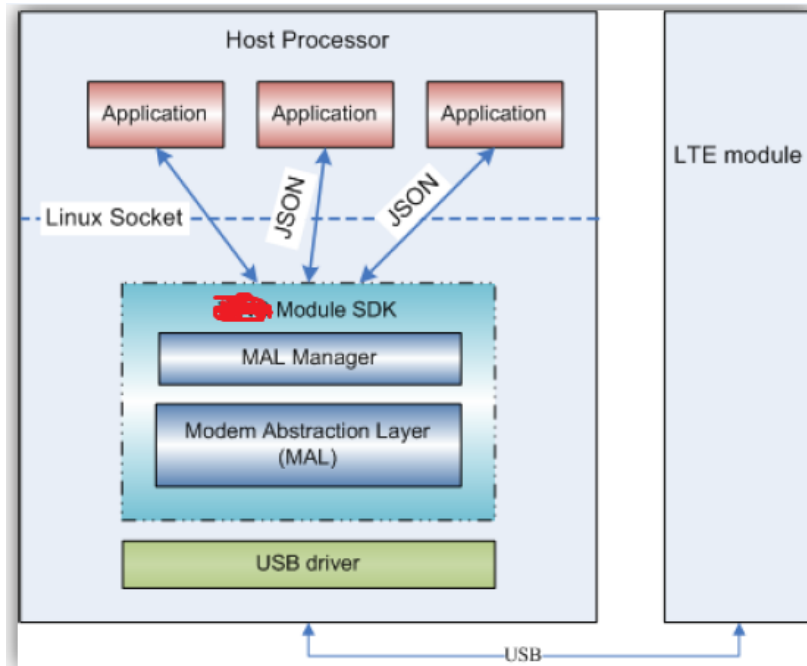 Host Processor
Application
Application
Application
LTE module
JSON
JSON
Linux Socket
Module SDK
MAL Manager
Modem Abstraction Layer
(MAL)
USB driver
USB